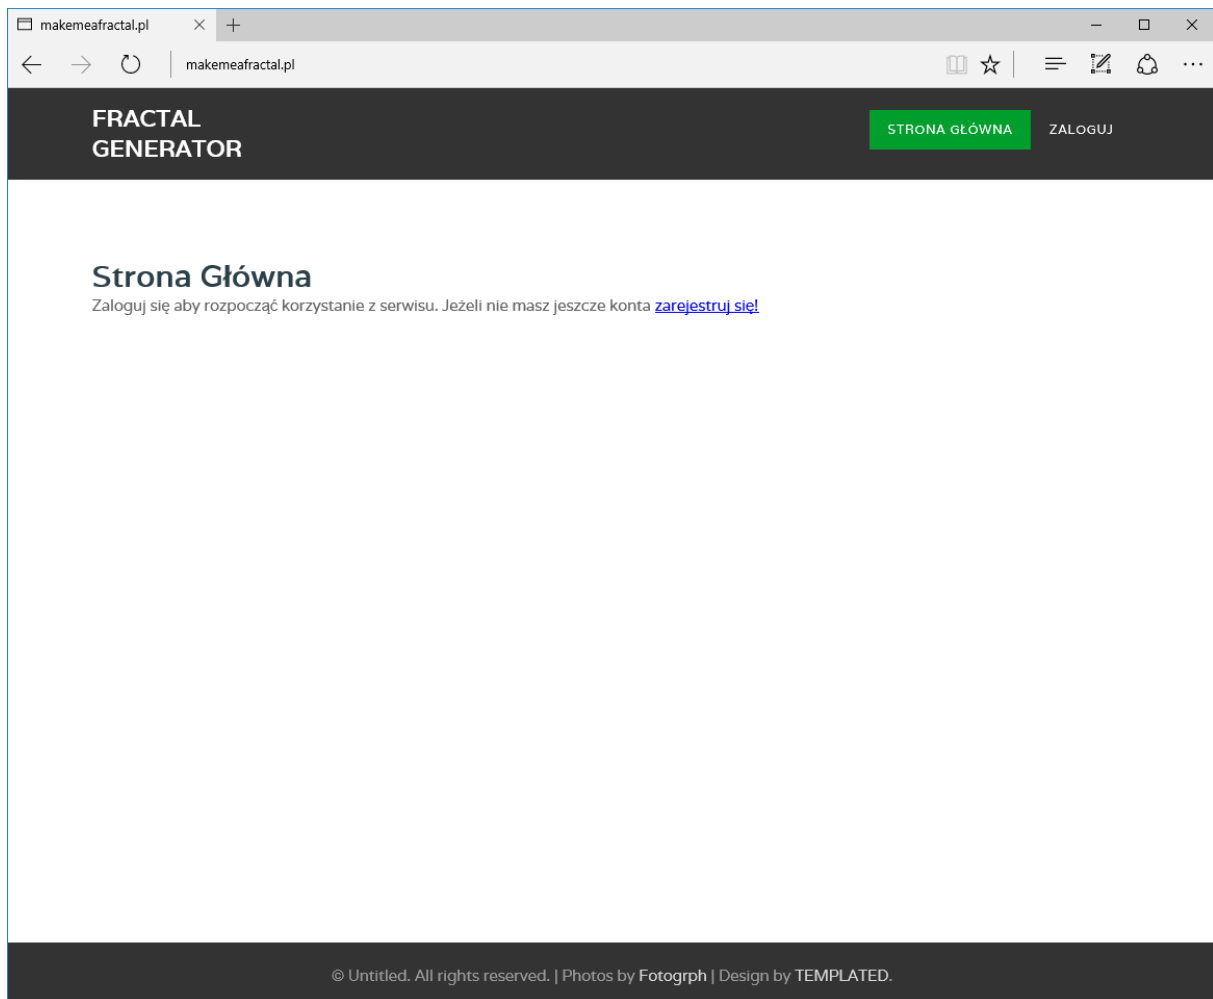 makemeafractal.pl
makemeafractal.pl
FRACTAL
GENERATOR
STRONA GŁÓWNA ZALOGUJ
Strona Główna
Zaloguj się aby rozpocząć korzystanie z serwisu. Jeżeli nie masz jeszcze konta zarejestruj się!
© Untitled. All rights reserved. | Photos by Fotogrph | Design by TEMPLATED.